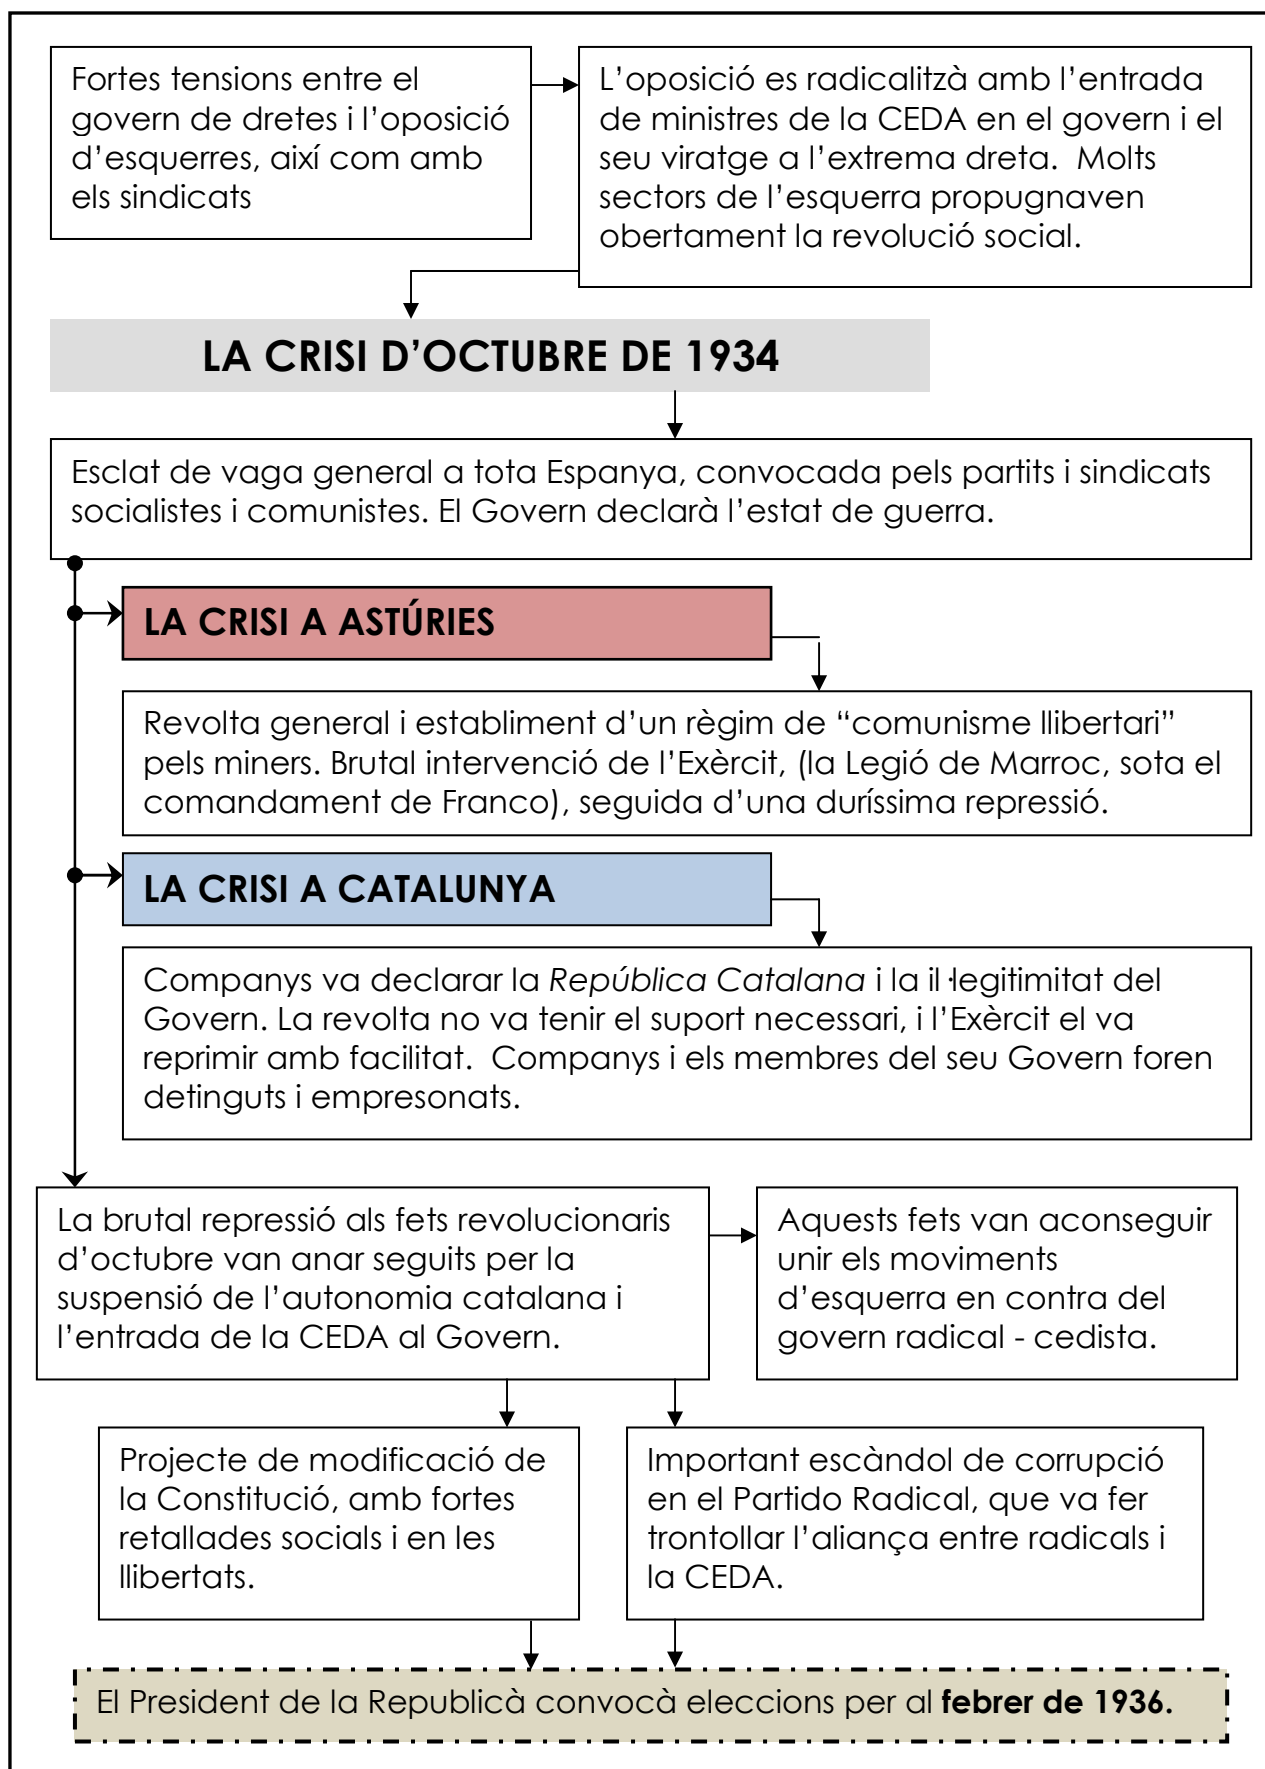 Fortes tensions entre el
govern de dretes i l’oposició
d’esquerres, així com amb
els sindicats
L’oposició es radicalitzà amb l’entrada
de ministres de la CEDA en el govern i el
seu viratge a l’extrema dreta.  Molts
sectors de l’esquerra propugnaven
obertament la revolució social.
LA CRISI D’OCTUBRE DE 1934
Esclat de vaga general a tota Espanya, convocada pels partits i sindicats
socialistes i comunistes. El Govern declarà l’estat de guerra.
LA CRISI A ASTÚRIES
Revolta general i establiment d’un règim de “comunisme llibertari”
pels miners. Brutal intervenció de l’Exèrcit, (la Legió de Marroc, sota el
comandament de Franco), seguida d’una duríssima repressió.
LA CRISI A CATALUNYA
Companys va declarar la República Catalana i la il·legitimitat del
Govern. La revolta no va tenir el suport necessari, i l’Exèrcit el va
reprimir amb facilitat.  Companys i els membres del seu Govern foren
detinguts i empresonats.
La brutal repressió als fets revolucionaris
d’octubre van anar seguits per la
suspensió de l’autonomia catalana i
l’entrada de la CEDA al Govern.
Aquests fets van aconseguir
unir els moviments
d’esquerra en contra del
govern radical - cedista.
Projecte de modificació de
la Constitució, amb fortes
retallades socials i en les
llibertats.
Important escàndol de corrupció
en el Partido Radical, que va fer
trontollar l’aliança entre radicals i
la CEDA.
El President de la Republicà convocà eleccions per al febrer de 1936.